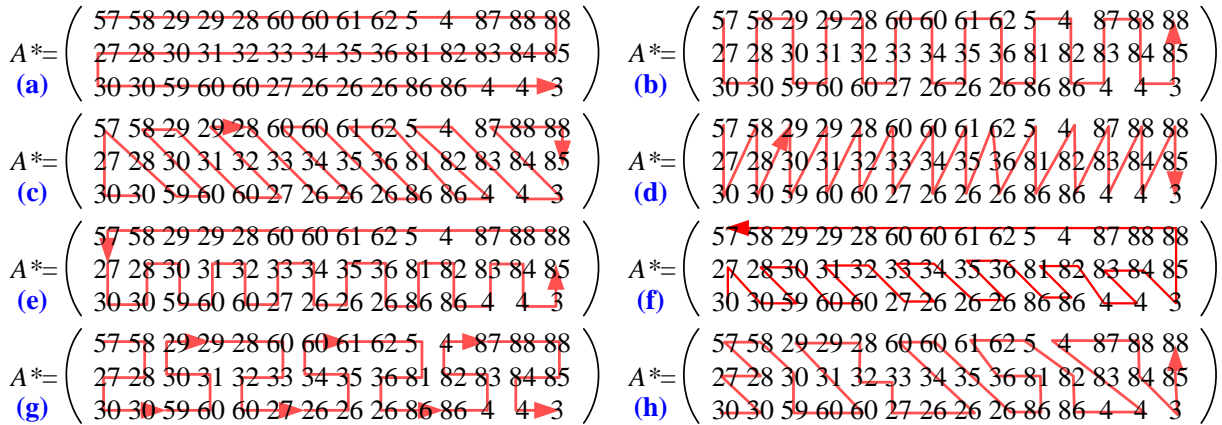 57 58 29 29 28 60 60 61 62 5 4 87 88 88
A*= 27 28 30 31 32 33 34 35 36 81 82 83 84 85
(a) 30 30 59 60 60 27 26 26 26 86 86 4 4 3
57 58 29 29 28 60 60 61 62 5 4 87 88 88
A*= 27 28 30 31 32 33 34 35 36 81 82 83 84 85
(b) 30 30 59 60 60 27 26 26 26 86 86 4 4 3
57 58 29 29 28 60 60 61 62 5 4 87 88 88
A*= 27 28 30 31 32 33 34 35 36 81 82 83 84 85
(c) 30 30 59 60 60 27 26 26 26 86 86 4 4 3
57 58 29 29 28 60 60 61 62 5 4 87 88 88
A*= 27 28 30 31 32 33 34 35 36 81 82 83 84 85
(d) 30 30 59 60 60 27 26 26 26 86 86 4 4 3
57 58 29 29 28 60 60 61 62 5 4 87 88 88
A*= 27 28 30 31 32 33 34 35 36 81 82 83 84 85
(e) 30 30 59 60 60 27 26 26 26 86 86 4 4 3
57 58 29 29 28 60 60 61 62 5 4 87 88 88
A*= 27 28 30 31 32 33 34 35 36 81 82 83 84 85
(f) 30 30 59 60 60 27 26 26 26 86 86 4 4 3
57 58 29 29 28 60 60 61 62 5 4 87 88 88
A*= 27 28 30 31 32 33 34 35 36 81 82 83 84 85
(g) 30 30 59 60 60 27 26 26 26 86 86 4 4 3
57 58 29 29 28 60 60 61 62 5 4 87 88 88
A*= 27 28 30 31 32 33 34 35 36 81 82 83 84 85
(h) 30 30 59 60 60 27 26 26 26 86 86 4 4 3